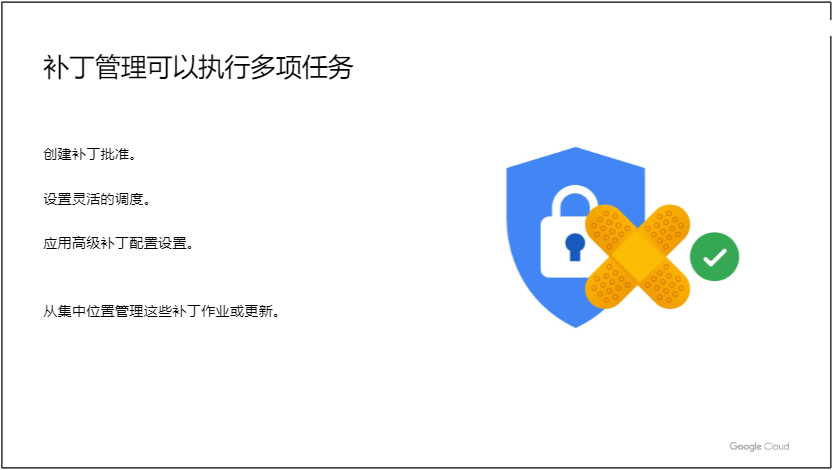 补丁管理可以执行多项任务
创建补丁批准。
设置灵活的调度。
应用高级补丁配置设置。
从集中位置管理这些补丁作业或更新。
Google Cloud